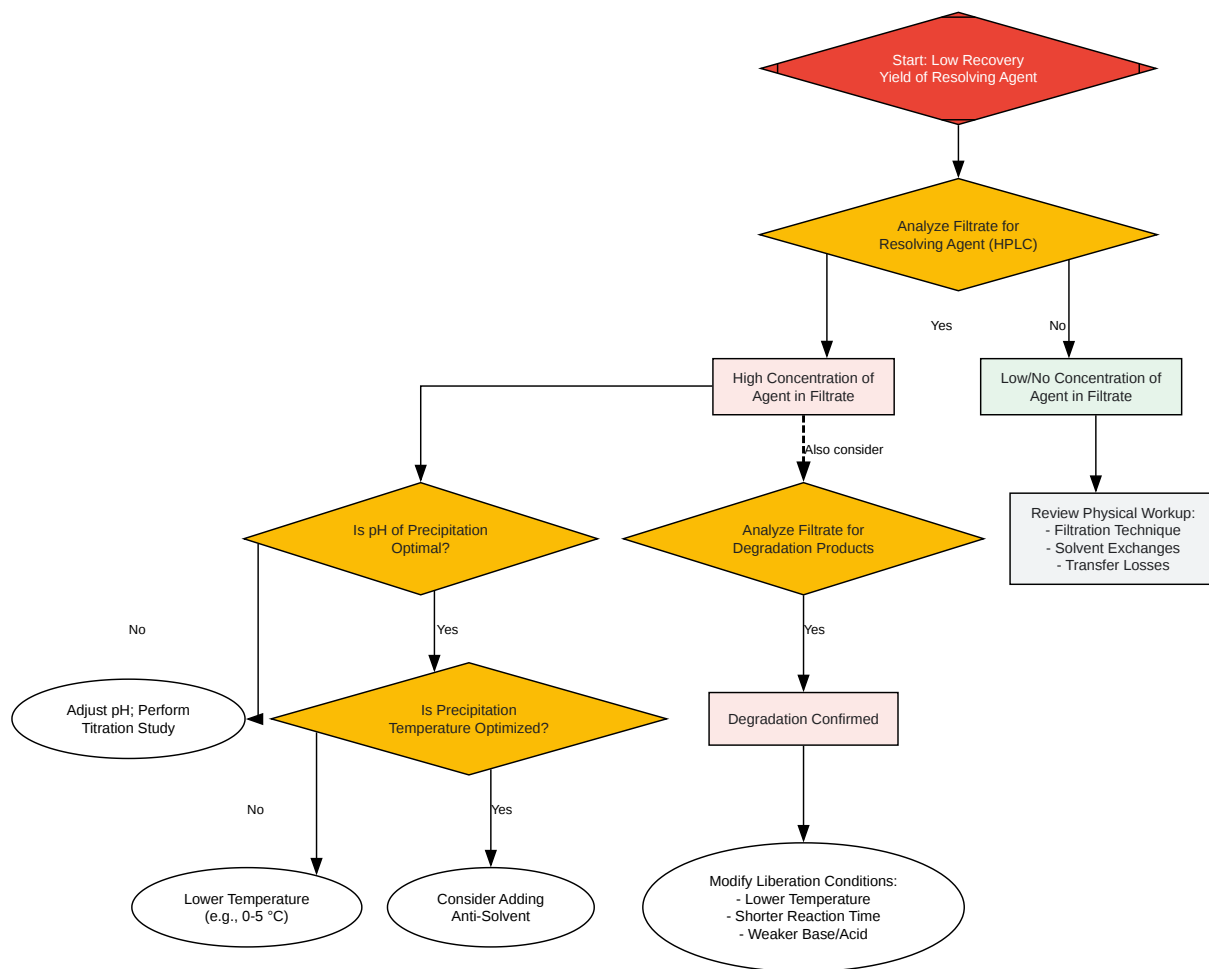 Start: Low Recovery
Yield of Resolving Agent
Analyze Filtrate for
Resolving Agent (HPLC)
Yes
No
High Concentration of
Agent in Filtrate
Low/No Concentration of
Agent in Filtrate
Also consider
Is pH of Precipitation
Optimal?
Analyze Filtrate for
Degradation Products
Review Physical Workup:
- Filtration Technique
- Solvent Exchanges
- Transfer Losses
No
Yes
Yes
Adjust pH; Perform
Titration Study
Is Precipitation
Temperature Optimized?
Degradation Confirmed
No
Yes
Lower Temperature
(e.g., 0-5 °C)
Consider Adding
Anti-Solvent
Modify Liberation Conditions:
- Lower Temperature
- Shorter Reaction Time
- Weaker Base/Acid